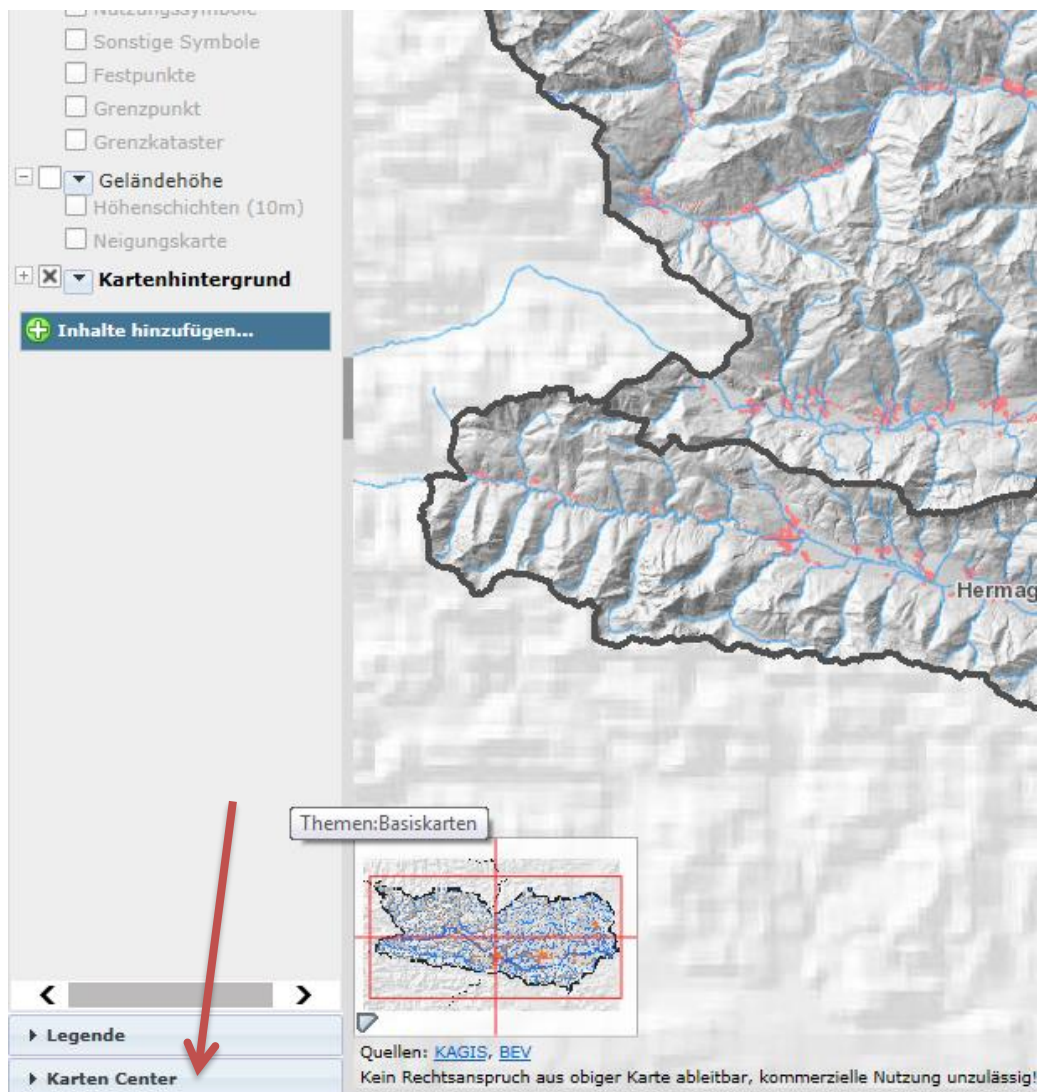 Nutzungssymbole
Sonstige Symbole
Festpunkte
Grenzpunkt
Grenzkataster
Geländehöhe
Höhenschichten (10m)
Neigungskarte
Kartenhintergrund
Inhalte hinzufügen...
Hermag
Themen:Basiskarten
Legende
Karten Center
Quellen: KAGIS, BEV
Kein Rechtsanspruch aus obiger Karte ableitbar, kommerzielle Nutzung unzulässig!